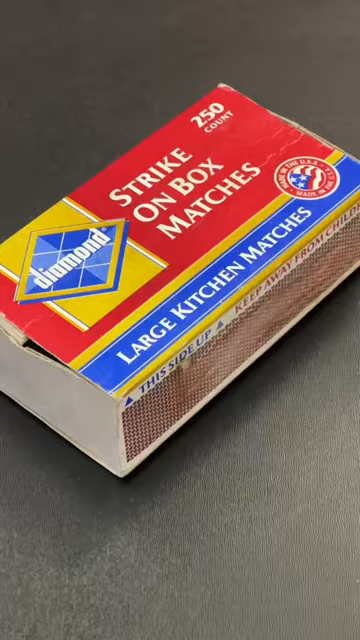 250
COUNT
STRIKE
ON BOX
MATCHES
MADE IN THE U.S.A.
MADE IN THE U.S.A.
diamond
LARGE KITCHEN MATCHES
▲ THIS SIDE UP ▲ KEEP AWAY FROM CHILDREN